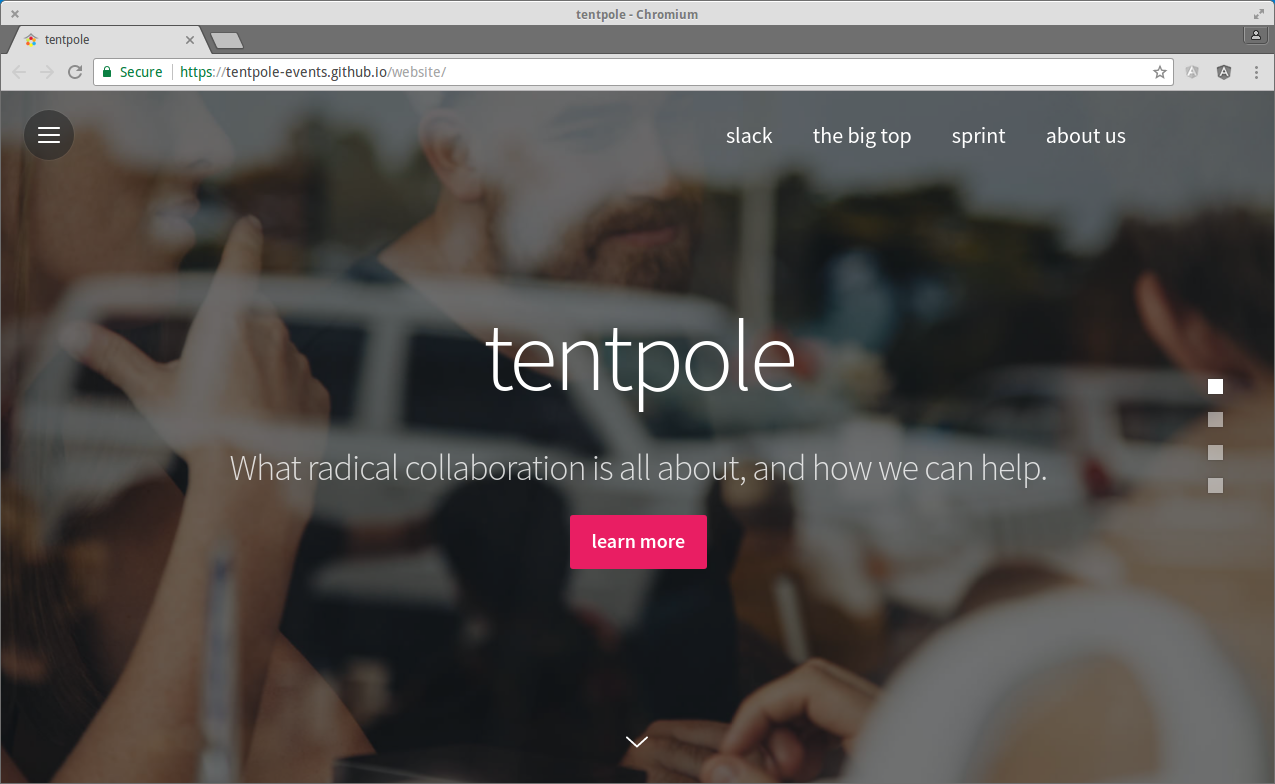 tentpole - Chromium
tentpole
Secure https://tentpole-events.github.io/website/
slack the big top sprint about us
tentpole
What radical collaboration is all about, and how we can help.
learn more